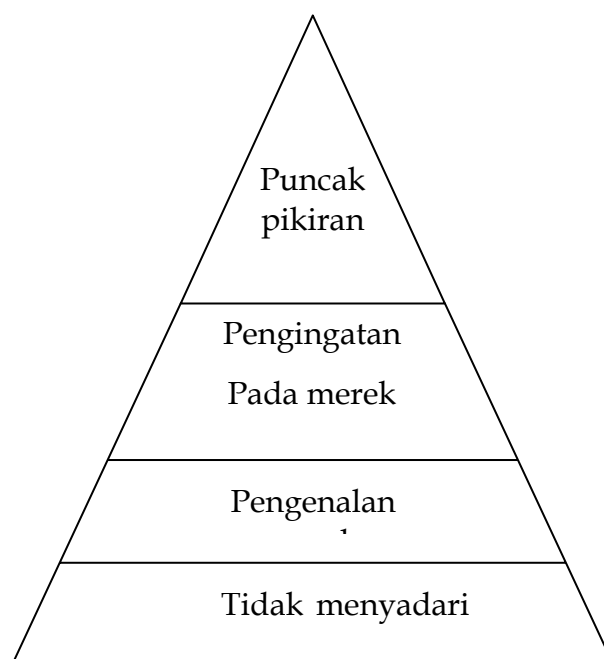 Puncak
pikiran
Pengingatan
Pada merek
Pengenalan
Tidak menyadari